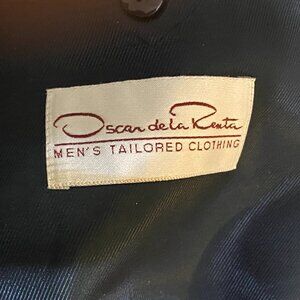 Oscar de la Renta
MEN'S TAILORED CLOTHING